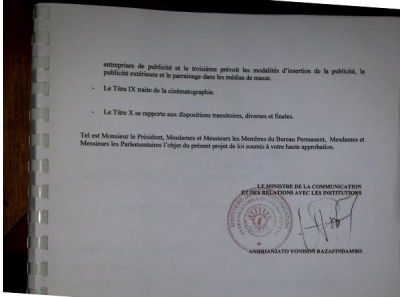 entreprises de publicité et le troisième prévoit les modalités d'insertion de la publicité, la
publicité extérieure et le parrainage dans les médias de masse.
- Le Titre IX traite de la cinématographie.
- Le Titre X se rapporte aux dispositions transitoires, diverses et finales.
Tel est Monsieur le Président, Mesdames et Messieurs les Membres du Bureau Permanent, Mesdames et
Messieurs les Parlementaires l'objet du présent projet de loi soumis à votre haute approbation.
LE MINISTRE DE LA COMMUNICATION
ET DES RELATIONS AVEC LES INSTITUTIONS
ANDRIANJATO VONISON RAZAFINDAMBO